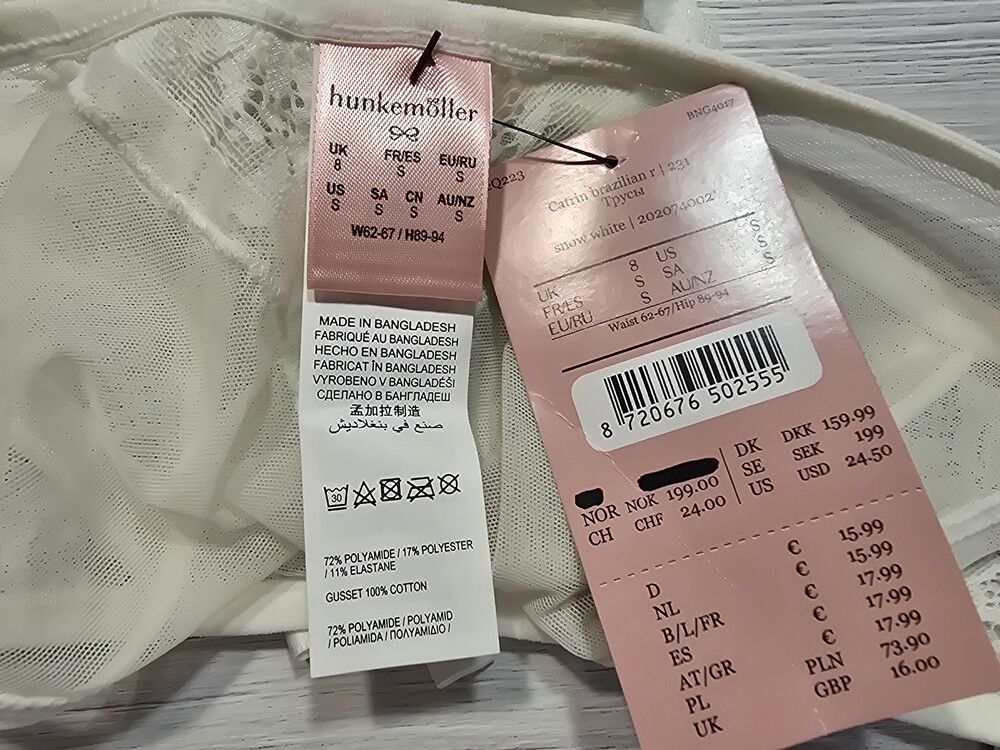 hunkemöller
UK FR/ES EU/RU
8 S S
US SA CN AU/NZ
S S S S
W62-67 / H89-94
MADE IN BANGLADESH
FABRIQUÉ AU BANGLADESH
HECHO EN BANGLADESH
FABRICAT ÎN BANGLADESH
VYROBENO V BANGLADÉŠI
СДЕЛАНО В БАНГЛАДЕШ
孟加拉制造
صنع في بنغلاديش
30
72% POLYAMIDE / 17% POLYESTER
/ 11% ELASTANE
GUSSET 100% COTTON
72% POLYAMIDE / POLYAMID
/ POLIAMIDA / ПОЛУАМІΔІО /
BNG4017
Q223
Catrin brazilian r | 231
Трусы
snow white | 202074002
UK 8 US S
FR/ES S SA S
EU/RU S AU/NZ S
Waist 62-67/Hip 89-94
8 720676 502555
DK DKK 159.99
NOR NOK 199.00 SE SEK 199
CH CHF 24.00 US USD 24.50
D € 15.99
NL € 15.99
B/L/FR € 17.99
ES € 17.99
AT/GR € 17.99
PL PLN 73.90
UK GBP 16.00